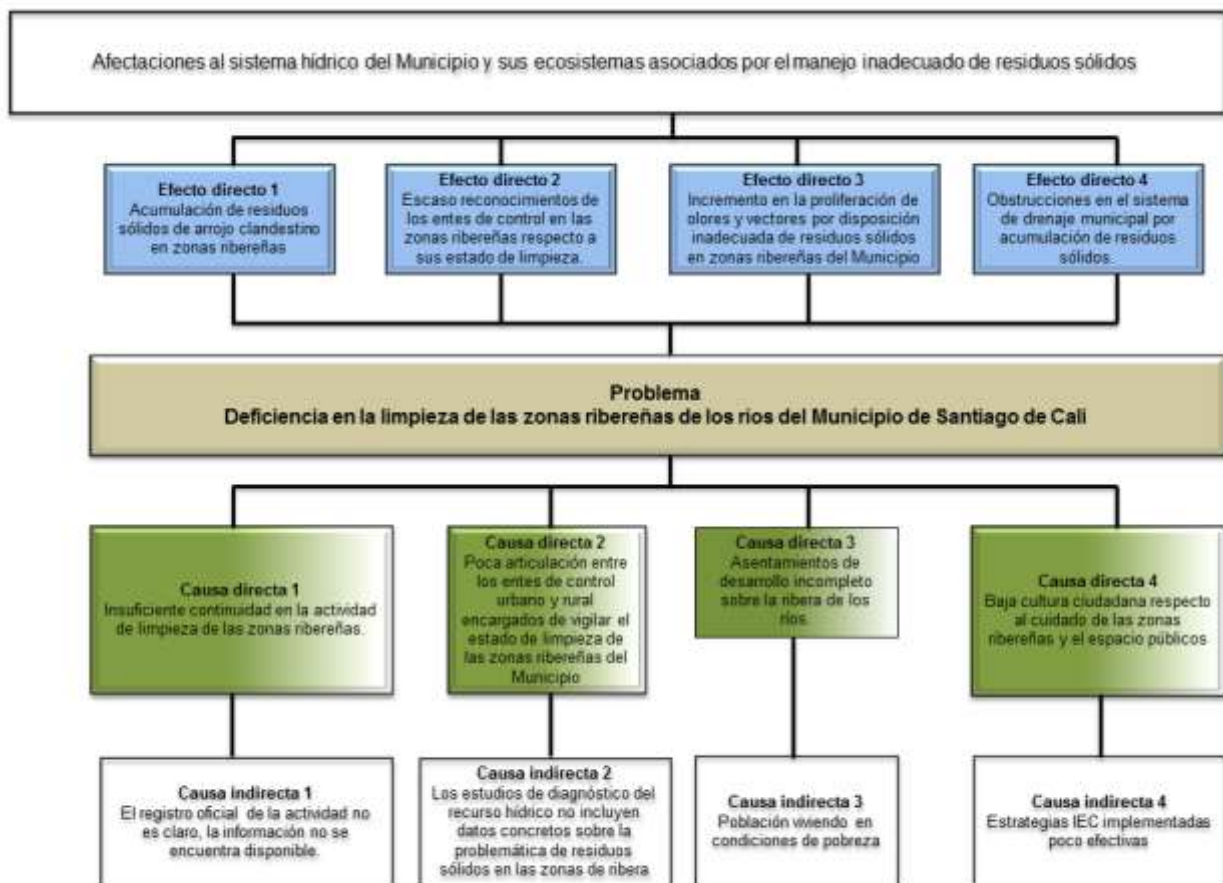 Afectaciones al sistema hídrico del Municipio y sus ecosistemas asociados por el manejo inadecuado de residuos sólidos
Efecto directo 1
Acumulación de residuos
sólidos de arrojo clandestino
en zonas ribereñas
Efecto directo 2
Escaso reconocimientos de
los entes de control en las
zonas ribereñas respecto a
sus estado de limpieza.
Efecto directo 3
Incremento en la proliferación de
olores y vectores por disposición
inadecuada de residuos sólidos
en zonas ribereñas del Municipio
Efecto directo 4
Obstrucciones en el sistema
de drenaje municipal por
acumulación de residuos
sólidos.
Problema
Deficiencia en la limpieza de las zonas ribereñas de los ríos del Municipio de Santiago de Cali
Causa directa 1
Insuficiente continuidad en la actividad
de limpieza de las zonas ribereñas.
Causa directa 2
Poca articulación entre
los entes de control
urbano y rural
encargados de vigilar el
estado de limpieza de
las zonas ribereñas del
Municipio
Causa directa 3
Asentamientos de
desarrollo incompleto
sobre la ribera de los
ríos.
Causa directa 4
Baja cultura ciudadana respecto
al cuidado de las zonas
ribereñas y el espacio públicos
Causa indirecta 1
El registro oficial de la actividad no
es claro, la información no se
encuentra disponible.
Causa indirecta 2
Los estudios de diagnóstico del
recurso hídrico no incluyen
datos concretos sobre la
problemática de residuos
sólidos en las zonas de ribera
Causa indirecta 3
Población viviendo en
condiciones de pobreza
Causa indirecta 4
Estrategias IEC implementadas
poco efectivas